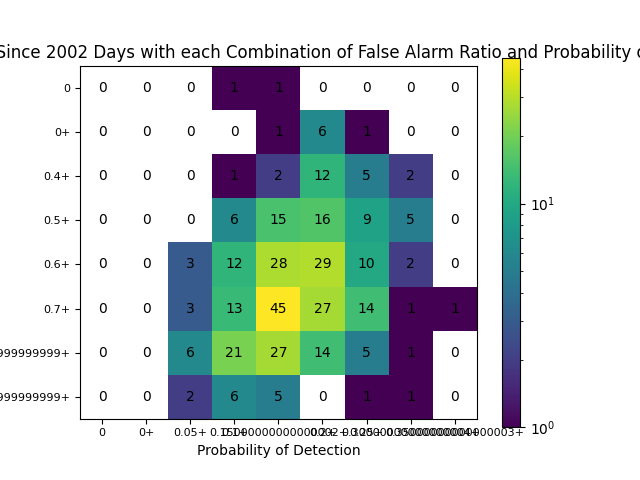 Since 2002 Days with each Combination of False Alarm Ratio and Probability
0 0 0 0 1 1 0 0 0 0
0+ 0 0 0 0 1 6 1 0 0
0.4+ 0 0 0 1 2 12 5 2 0
0.5+ 0 0 0 6 15 16 9 5 0
0.6+ 0 0 3 12 28 29 10 2 0
0.7+ 0 0 3 13 45 27 14 1 1
999999999+ 0 0 6 21 27 14 5 1 0
999999999+ 0 0 2 6 5 0 1 1 0
0 0+ 0.05+
Probability of Detection
10¹
10⁰